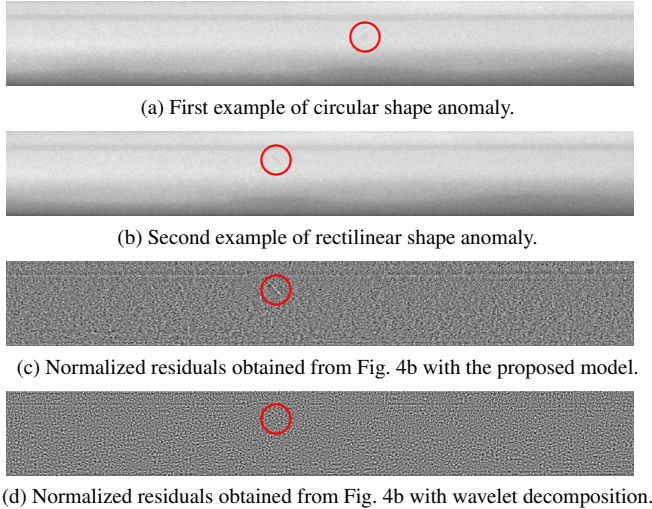 (a) First example of circular shape anomaly.
(b) Second example of rectilinear shape anomaly.
(c) Normalized residuals obtained from Fig. 4b with the proposed model.
(d) Normalized residuals obtained from Fig. 4b with wavelet decomposition.